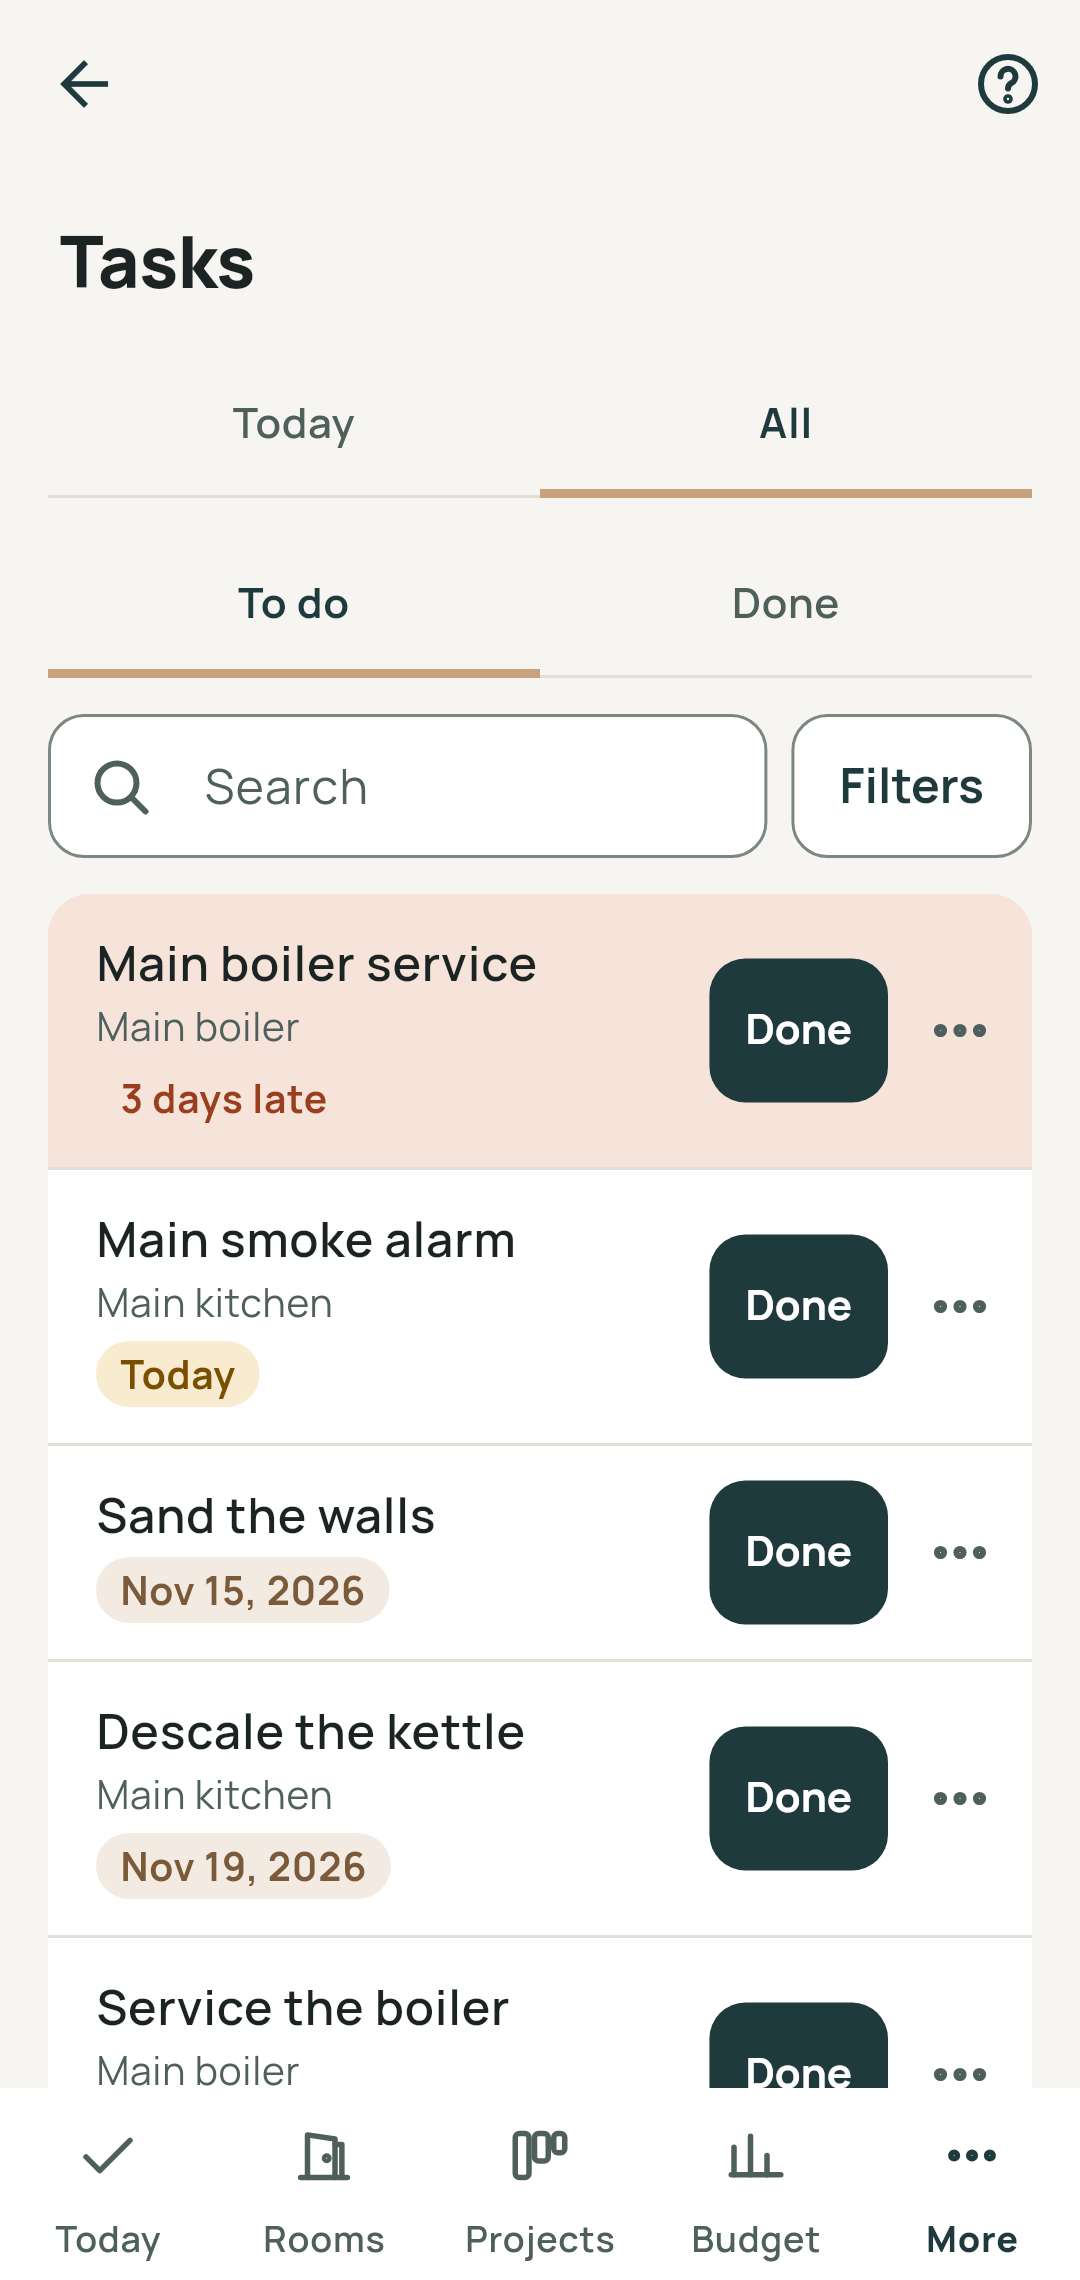 Tasks
Today
All
To do
Done
Search
Filters
Main boiler service
Main boiler
3 days late
Done
Main smoke alarm
Main kitchen
Today
Done
Sand the walls
Nov 15, 2026
Done
Descale the kettle
Main kitchen
Nov 19, 2026
Done
Service the boiler
Main boiler
Done
Today
Rooms
Projects
Budget
More